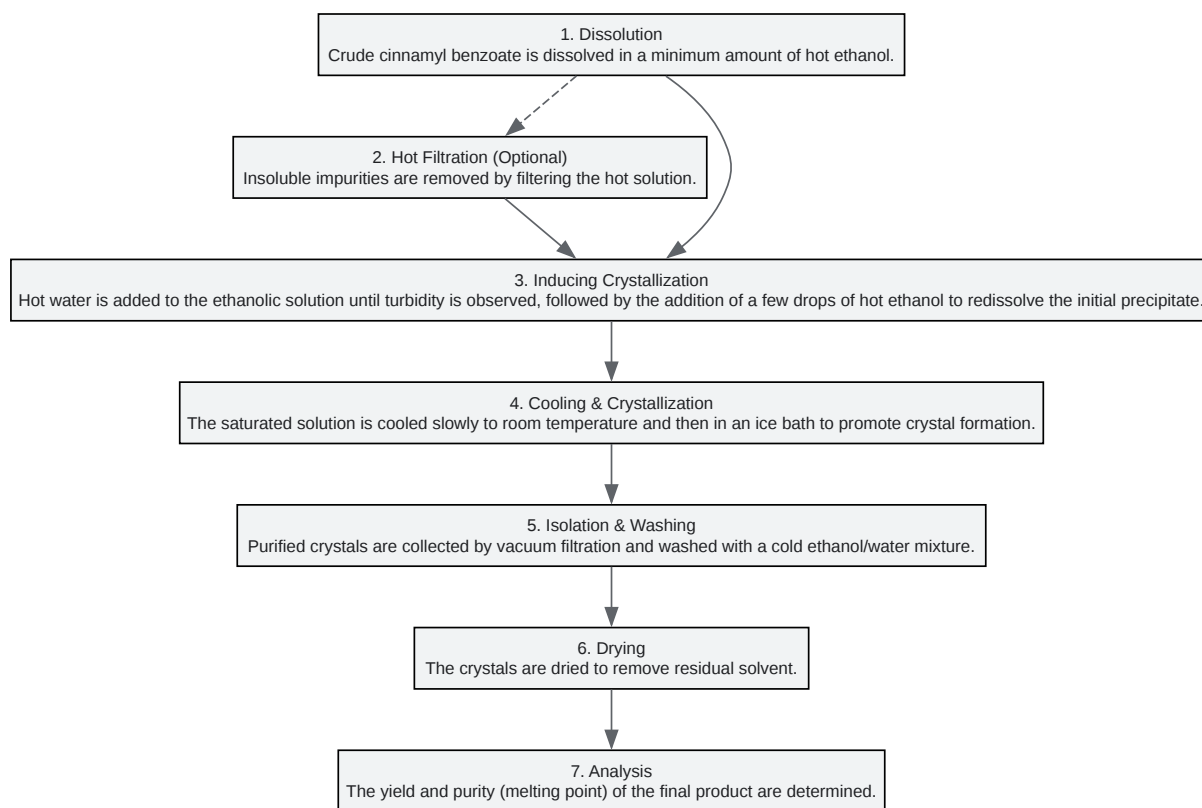 1. Dissolution
Crude cinnamyl benzoate is dissolved in a minimum amount of hot ethanol.
2. Hot Filtration (Optional)
Insoluble impurities are removed by filtering the hot solution.
3. Inducing Crystallization
Hot water is added to the ethanolic solution until turbidity is observed, followed by the addition of a few drops of hot ethanol to redissolve the initial precipitate.
4. Cooling & Crystallization
The saturated solution is cooled slowly to room temperature and then in an ice bath to promote crystal formation.
5. Isolation & Washing
Purified crystals are collected by vacuum filtration and washed with a cold ethanol/water mixture.
6. Drying
The crystals are dried to remove residual solvent.
7. Analysis
The yield and purity (melting point) of the final product are determined.